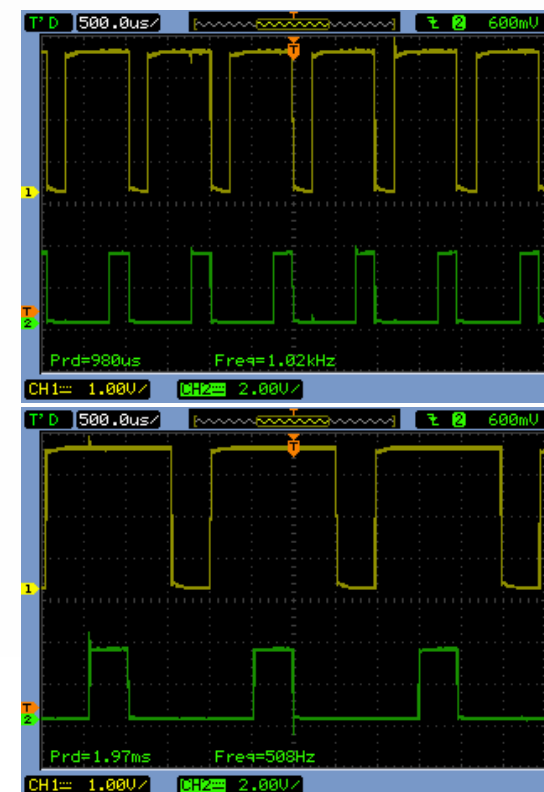 T'D 500.0us/ T 2 600mV
T
1
T
2
Prd=980us Freq=1.02kHz
CH1 1.00V/ CH2 2.00V/
T'D 500.0us/ T 2 600mV
T
1
T
2
Prd=1.97ms Freq=508Hz
CH1 1.00V/ CH2 2.00V/